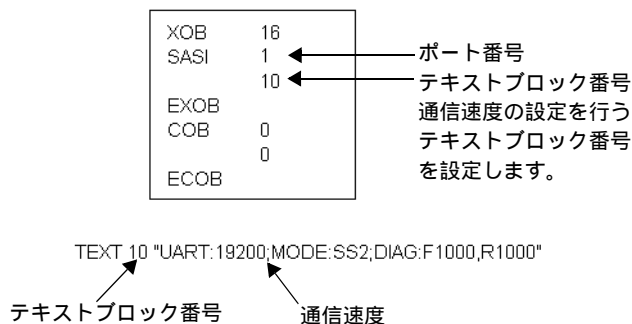 XOB 16
SASI 1
10
EXOB
COB 0
0
ECOB
ポート番号
テキストブロック番号
通信速度の設定を行う
テキストブロック番号
を設定します。
TEXT 10 "UART:19200;MODE:SS2;DIAG:F1000,R1000"
テキストブロック番号
通信速度